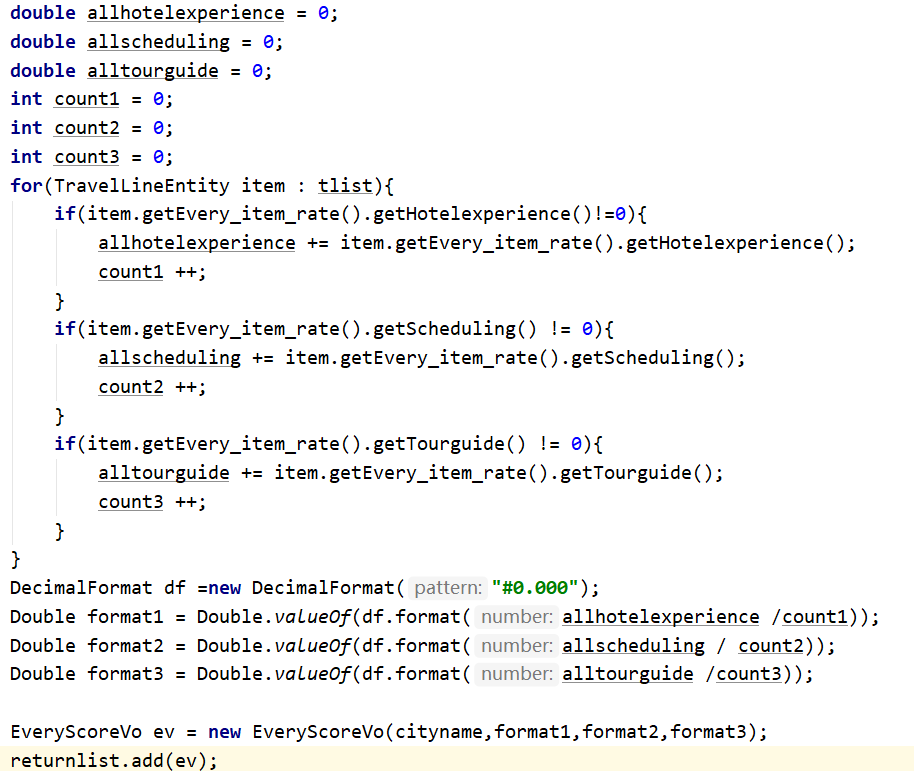 double allhotelexperience = 0;
double allscheduling = 0;
double alltourguide = 0;
int count1 = 0;
int count2 = 0;
int count3 = 0;
for(TravelLineEntity item : tlist){
    if(item.getEvery_item_rate().getHotelexperience()!=0){
        allhotelexperience += item.getEvery_item_rate().getHotelexperience();
        count1 ++;
    }
    if(item.getEvery_item_rate().getScheduling() != 0){
        allscheduling += item.getEvery_item_rate().getScheduling();
        count2 ++;
    }
    if(item.getEvery_item_rate().getTourguide() != 0){
        alltourguide += item.getEvery_item_rate().getTourguide();
        count3 ++;
    }
}
DecimalFormat df =new DecimalFormat( pattern: "#0.000");
Double format1 = Double.valueOf(df.format( number: allhotelexperience /count1));
Double format2 = Double.valueOf(df.format( number: allscheduling / count2));
Double format3 = Double.valueOf(df.format( number: alltourguide /count3));
EveryScoreVo ev = new EveryScoreVo(cityname,format1,format2,format3);
returnlist.add(ev);